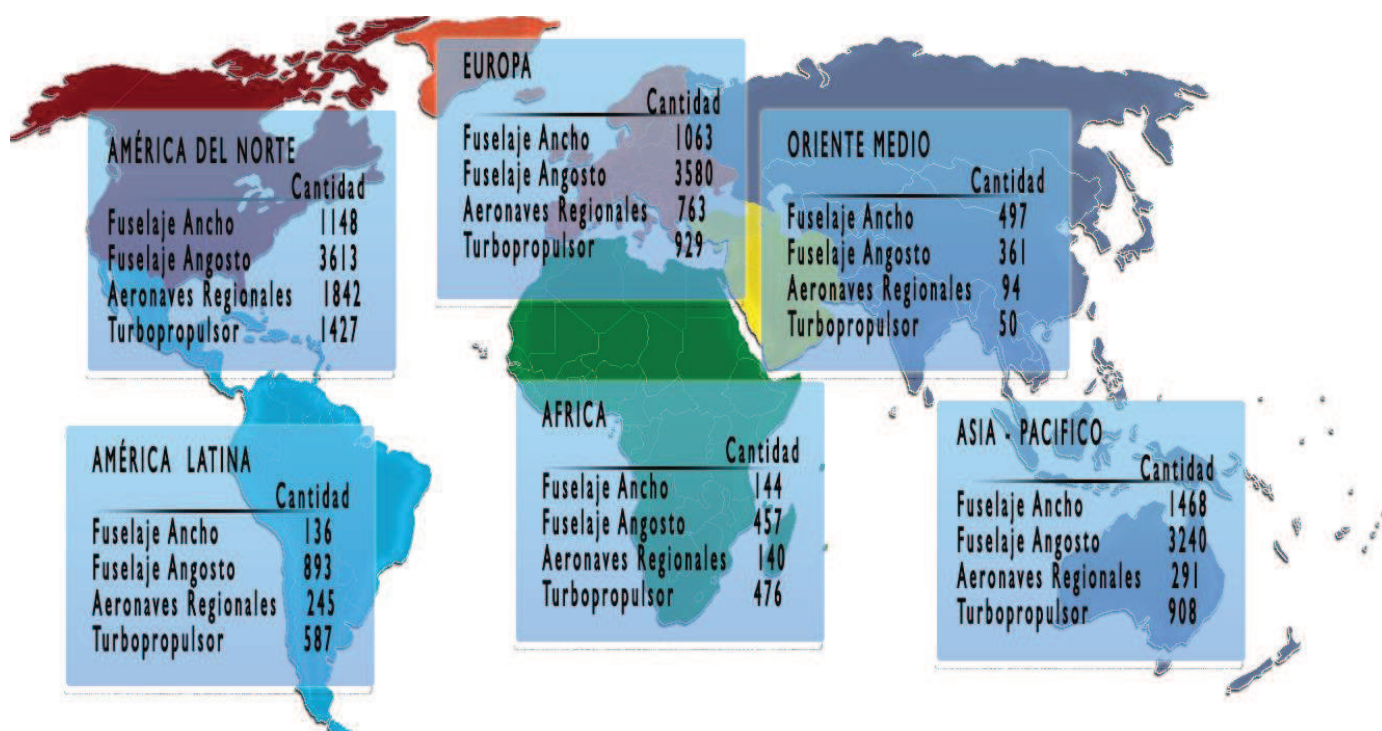 AMÉRICA DEL NORTE
Cantidad
Fuselaje Ancho 1148
Fuselaje Angosto 3613
Aeronaves Regionales 1842
Turbopropulsor 1427
EUROPA
Cantidad
Fuselaje Ancho 1063
Fuselaje Angosto 3580
Aeronaves Regionales 763
Turbopropulsor 929
ORIENTE MEDIO
Cantidad
Fuselaje Ancho 497
Fuselaje Angosto 361
Aeronaves Regionales 94
Turbopropulsor 50
AMÉRICA LATINA
Cantidad
Fuselaje Ancho 136
Fuselaje Angosto 893
Aeronaves Regionales 245
Turbopropulsor 587
AFRICA
Cantidad
Fuselaje Ancho 144
Fuselaje Angosto 457
Aeronaves Regionales 140
Turbopropulsor 476
ASIA - PACIFICO
Cantidad
Fuselaje Ancho 1468
Fuselaje Angosto 3240
Aeronaves Regionales 291
Turbopropulsor 908